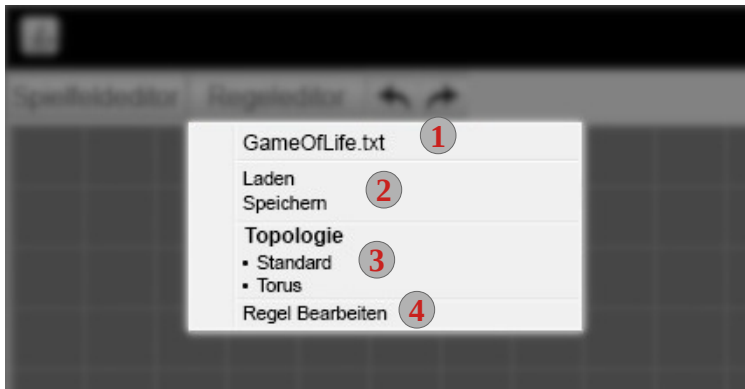 Spielfeldeditor Regeleditor
GameOfLife.txt 1
Laden
Speichern 2
Topologie
▪ Standard 3
▪ Torus
Regel Bearbeiten 4